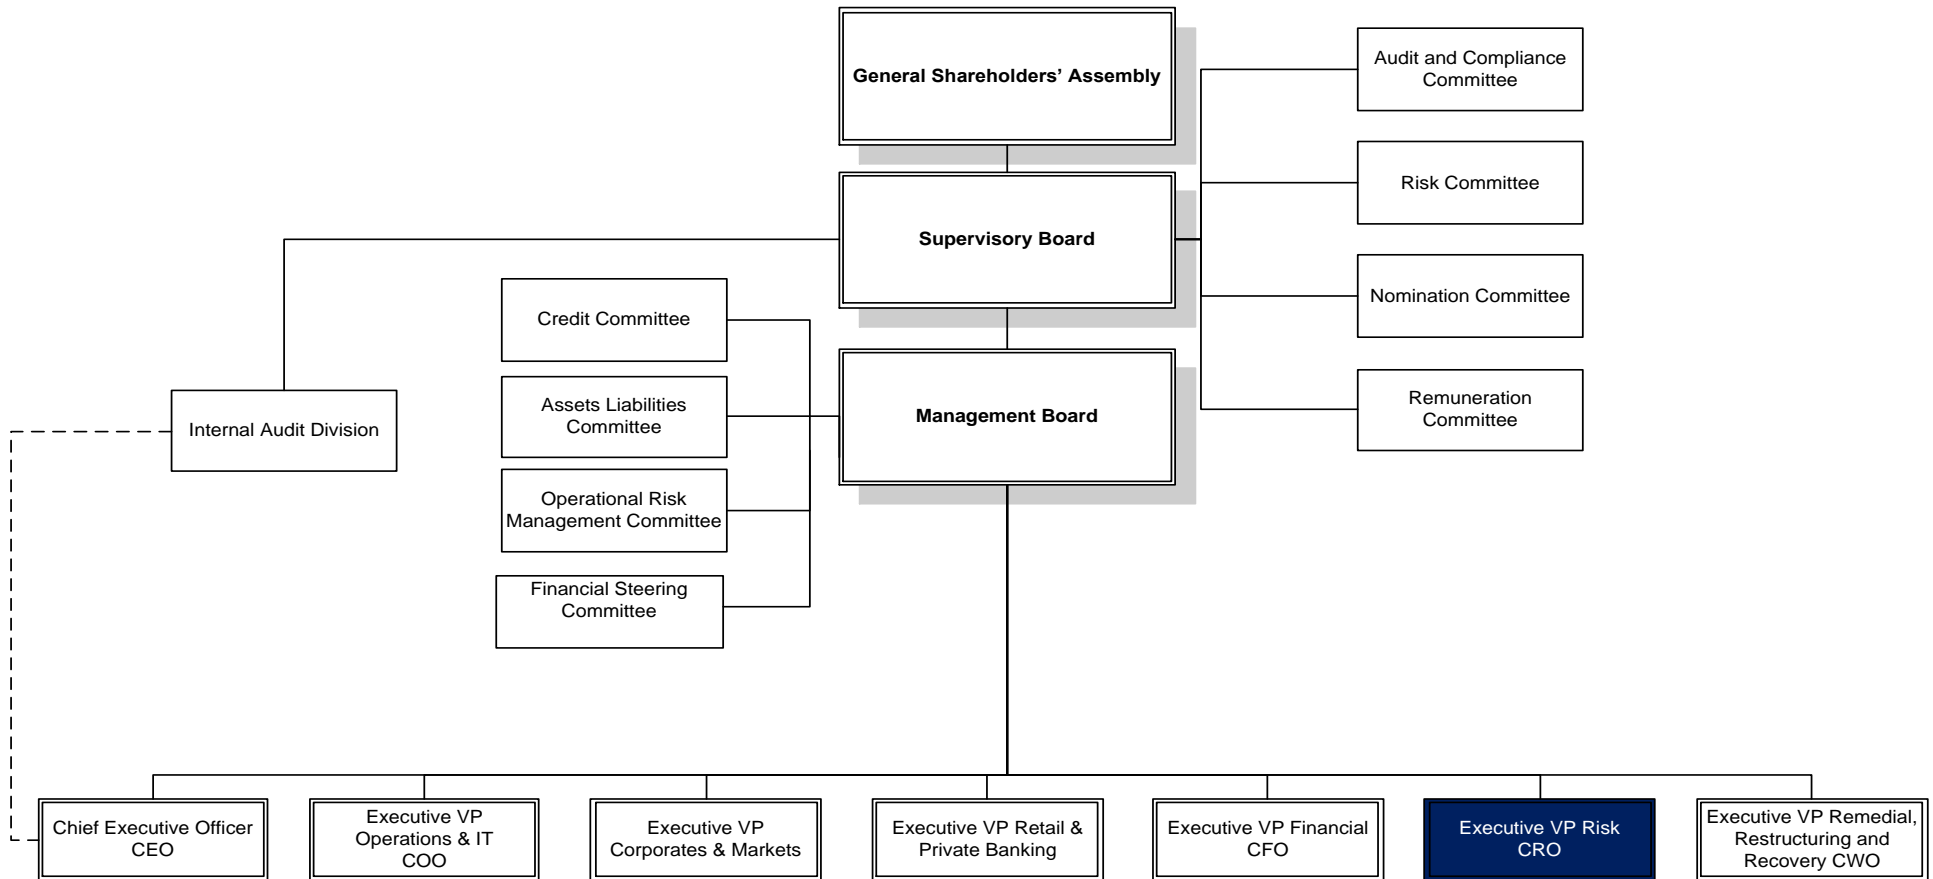 General Shareholders’ Assembly
Audit and Compliance
Committee
Risk Committee
Supervisory Board
Nomination Committee
Credit Committee
Management Board
Remuneration
Committee
Assets Liabilities
Committee
Internal Audit Division
Operational Risk
Management Committee
Financial Steering
Committee
Chief Executive Officer
CEO
Executive VP
Operations & IT
COO
Executive VP
Corporates & Markets
Executive VP Retail &
Private Banking
Executive VP Financial
CFO
Executive VP Risk
CRO
Executive VP Remedial,
Restructuring and
Recovery CWO